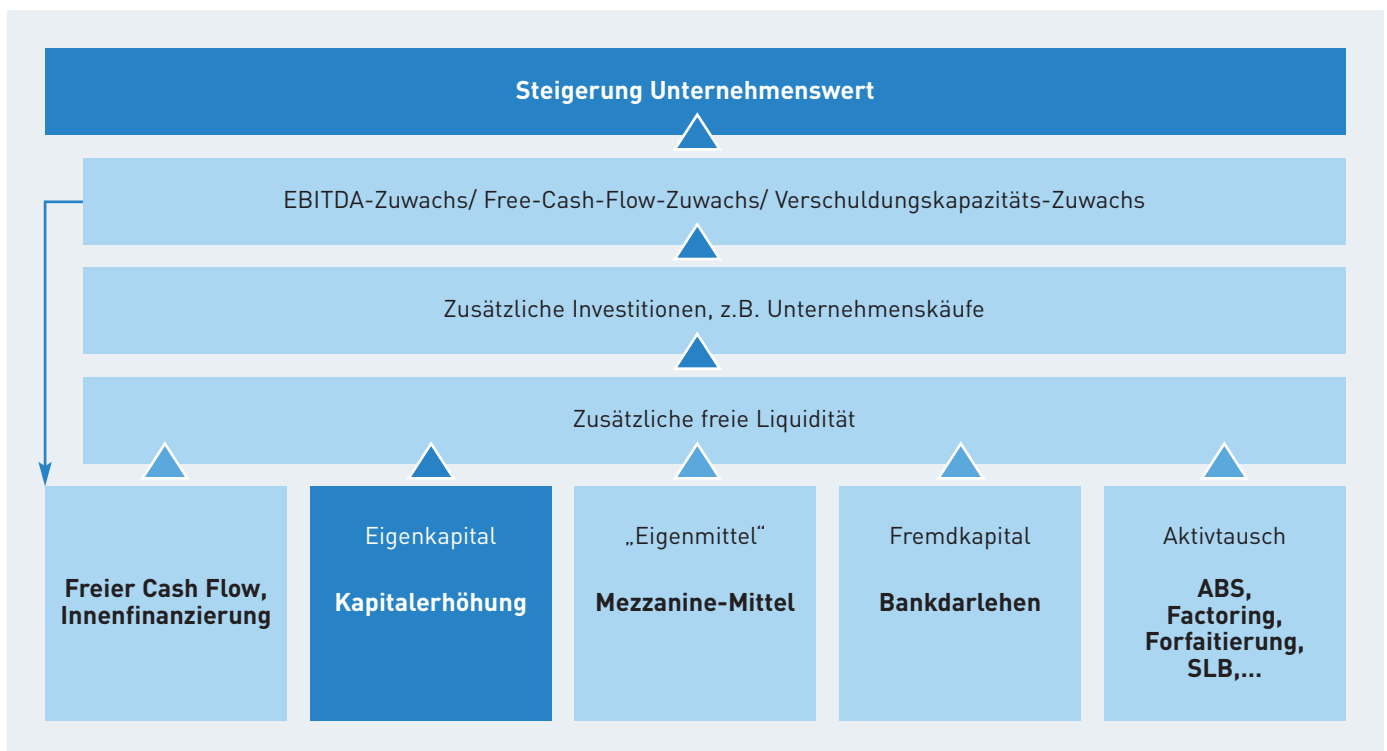 Steigerung Unternehmenswert
EBITDA-Zuwachs/ Free-Cash-Flow-Zuwachs/ Verschuldungskapazitäts-Zuwachs
Zusätzliche Investitionen, z.B. Unternehmenskäufe
Zusätzliche freie Liquidität
Freier Cash Flow,
Innenfinanzierung
Eigenkapital
Kapitalerhöhung
„Eigenmittel“
Mezzanine-Mittel
Fremdkapital
Bankdarlehen
Aktivtausch
ABS,
Factoring,
Forfaitierung,
SLB,...